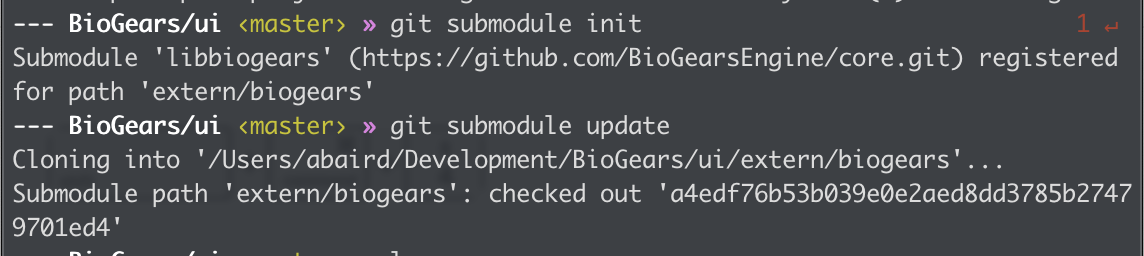 --- BioGears/ui ‹master› » git submodule init 1 ↵
Submodule 'libbiogears' (https://github.com/BioGearsEngine/core.git) registered
for path 'extern/biogears'
--- BioGears/ui ‹master› » git submodule update
Cloning into '/Users/abaird/Development/BioGears/ui/extern/biogears'...
Submodule path 'extern/biogears': checked out 'a4edf76b53b039e0e2aed8dd3785b2747
9701ed4'